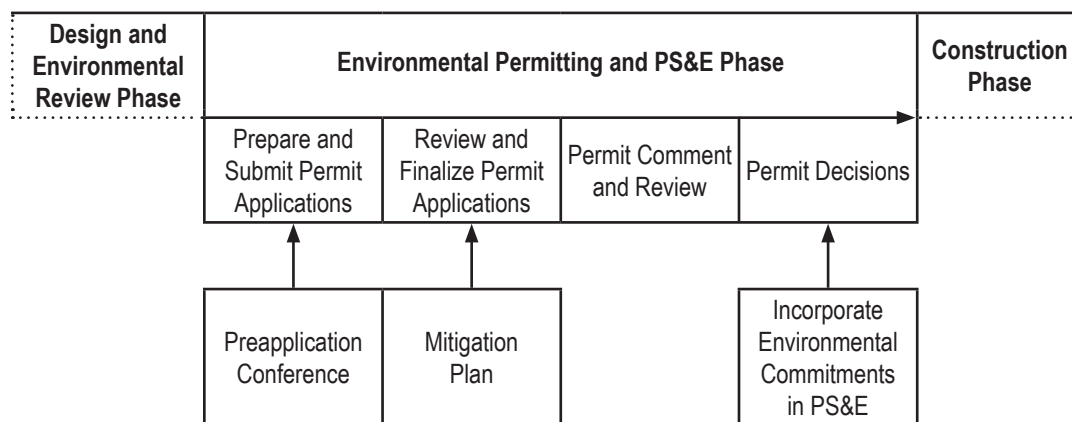 Design and
Environmental
Review Phase
Environmental Permitting and PS&E Phase
Construction
Phase
Prepare and
Submit Permit
Applications
Review and
Finalize Permit
Applications
Permit Comment
and Review
Permit Decisions
Preapplication
Conference
Mitigation
Plan
Incorporate
Environmental
Commitments
in PS&E